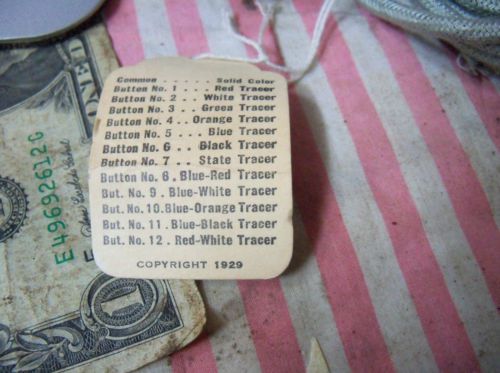 Common . . . . . . Solid Color
Button No. 1 . . . Red Tracer
Button No. 2 . . White Tracer
Button No. 3 . . Green Tracer
Button No. 4 . . Orange Tracer
Button No. 5 . . . Blue Tracer
Button No. 6 . . Black Tracer
Button No. 7 . . State Tracer
Button No. 8. Blue-Red Tracer
But. No. 9 . Blue-White Tracer
But. No. 10. Blue-Orange Tracer
But. No. 11 . Blue-Black Tracer
But. No. 12 . Red-White Tracer
COPYRIGHT 1929
E49692612G
ONE
1